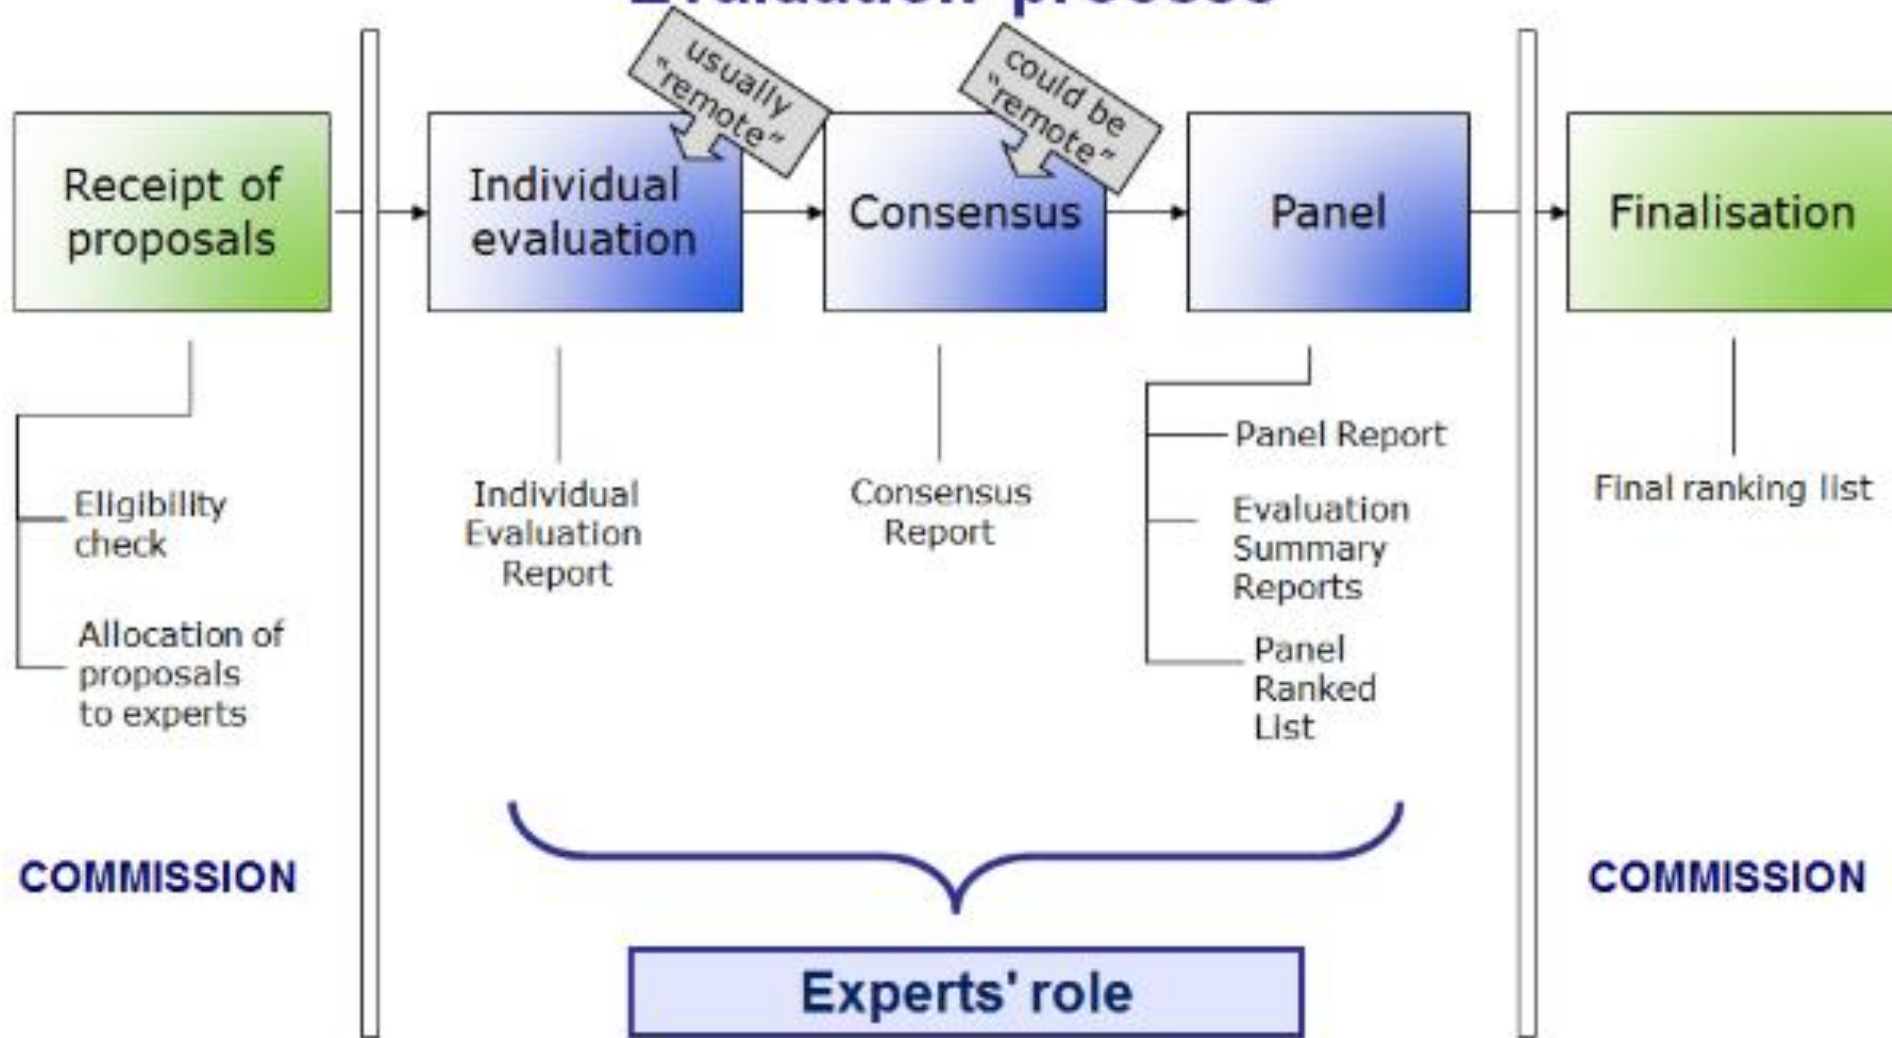 Evaluation process
usually
"remote"
could be
"remote"
Receipt of
proposals
Individual
evaluation
Consensus
Panel
Finalisation
Eligibility
check
Allocation of
proposals
to experts
Individual
Evaluation
Report
Consensus
Report
Panel Report
Evaluation
Summary
Reports
Panel
Ranked
List
Final ranking list
COMMISSION
COMMISSION
Experts' role